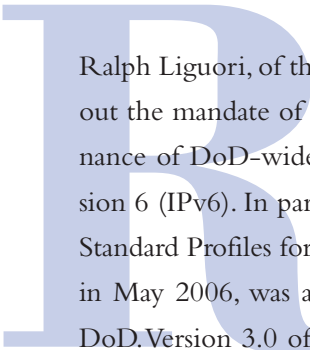 R
Ralph Liguori, of th
out the mandate of
nance of DoD-wide
sion 6 (IPv6). In par
Standard Profiles for
in May 2006, was a
DoD. Version 3.0 of